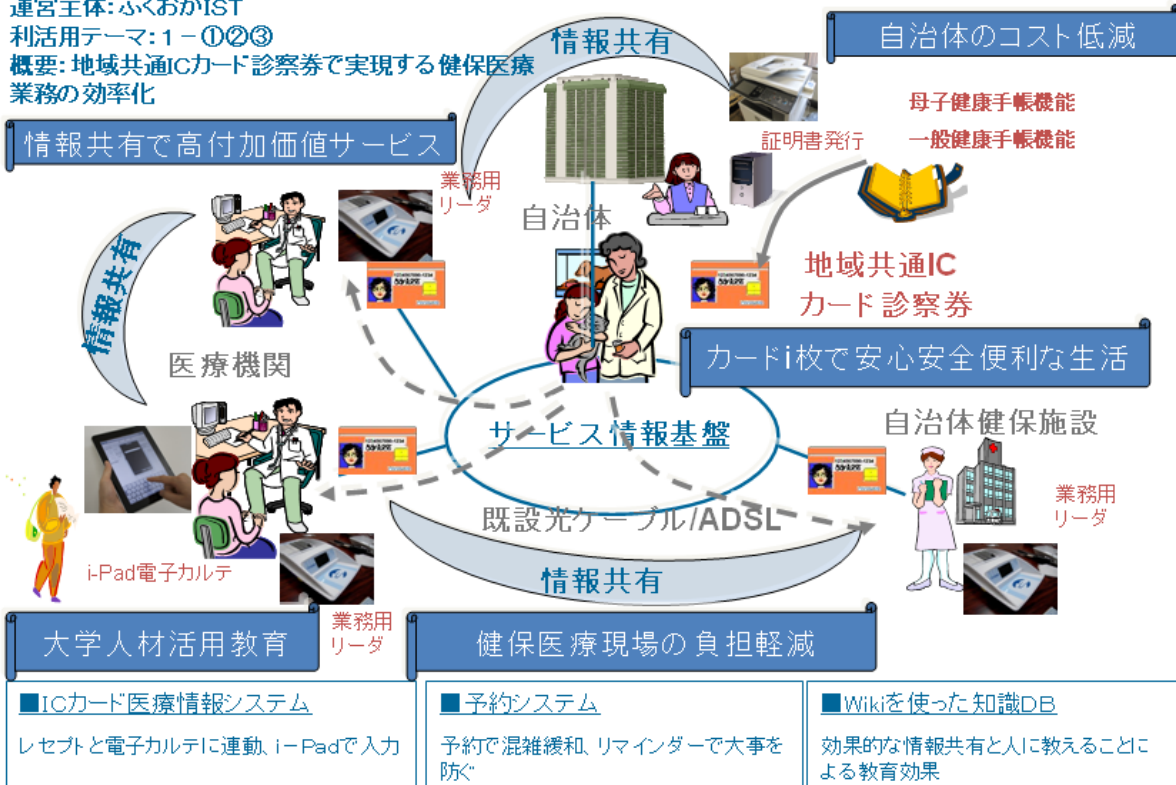 運営主体：ふくおかIST
利活用テーマ：１－①②③
概要：地域共通ICカード診察券で実現する健保医療
業務の効率化
情報共有
自治体のコスト低減
母子健康手帳機能
一般健康手帳機能
証明書発行
情報共有で高付加価値サービス
業務用
リーダ
自治体
地域共通IC
カード診察券
情報共有
医療機関
カードi枚で安心安全便利な生活
サービス情報基盤
自治体健保施設
業務用
リーダ
既設光ケーブル/ADSL
i-Pad電子カルテ
情報共有
業務用
リーダ
大学人材活用教育
健保医療現場の負担軽減
■ICカード医療情報システム
レセプトと電子カルテに連動、i－Padで入力
■予約システム
予約で混雑緩和、リマインダーで大事を
防ぐ
■Wikiを使った知識DB
効果的な情報共有と人に教えることに
よる教育効果